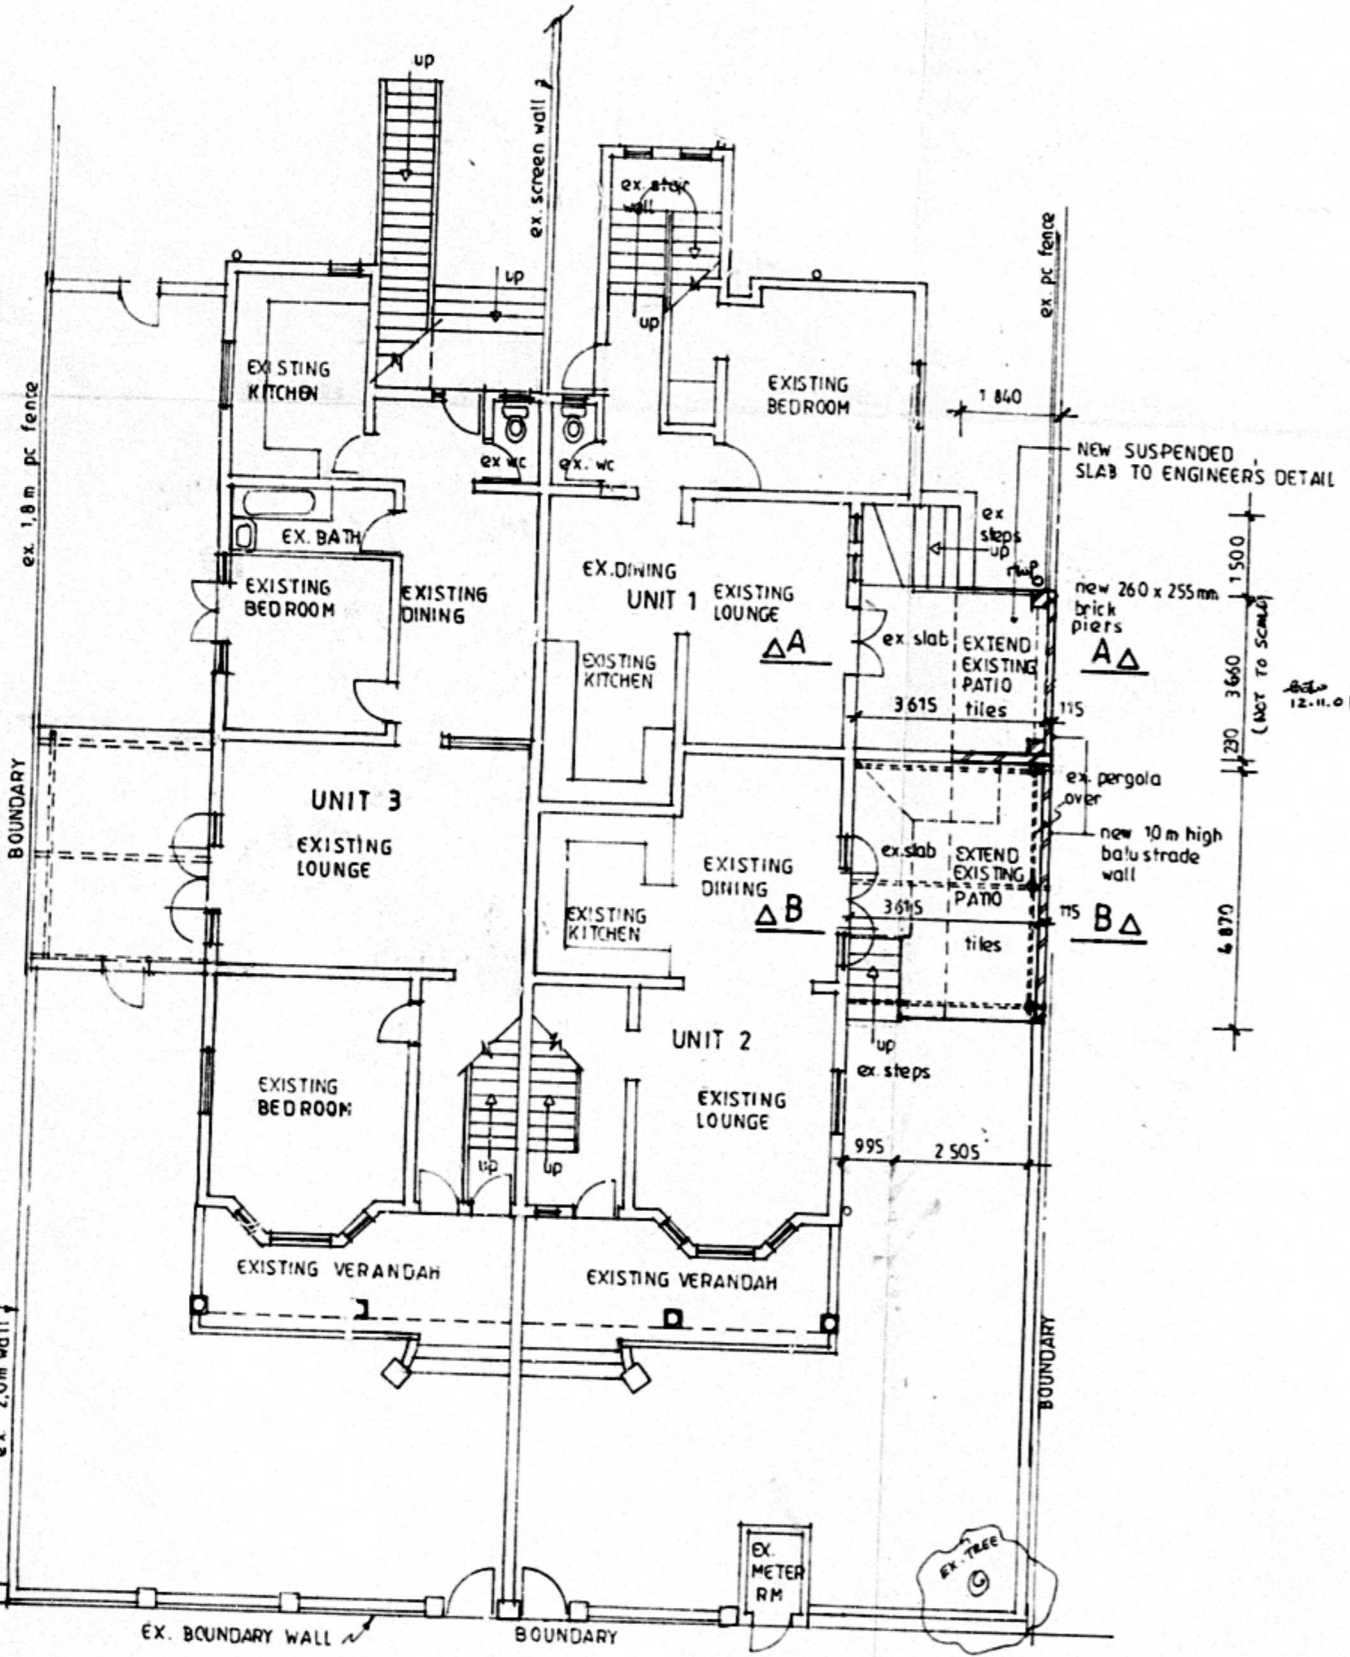 up
ex. screen wall
ex. stair
well
up
up
ex. pc fence
EXISTING
KITCHEN
EXISTING
BEDROOM
1 840
ex. 1,8m pc fence
ex wc
ex. wc
NEW SUSPENDED
SLAB TO ENGINEER'S DETAIL
EX. BATH
ex
steps
up
rwp
1 500
EXISTING
BEDROOM
EXISTING
DINING
EX.DINING
UNIT 1
EXISTING
LOUNGE
new 260 x 255mm
brick
piers
A
ex. slab
EXTEND
EXISTING
PATIO
tiles
A
EXISTING
KITCHEN
3615
115
3 660
(NOT TO SCALE)
12.11.0
1 230
BOUNDARY
UNIT 3
EXISTING
LOUNGE
ex. pergola
over
new 1,0 m high
balustrade
wall
EXISTING
DINING
ex.slab
EXTEND
EXISTING
PATIO
tiles
B
3615
115
B
EXISTING
KITCHEN
4 870
UNIT 2
up
ex. steps
EXISTING
BEDROOM
EXISTING
LOUNGE
995
2 505
up
up
EXISTING VERANDAH
EXISTING VERANDAH
ex 2,0m wall
BOUNDARY
EX.
METER
RM
EX. TREE
EX. BOUNDARY WALL
BOUNDARY